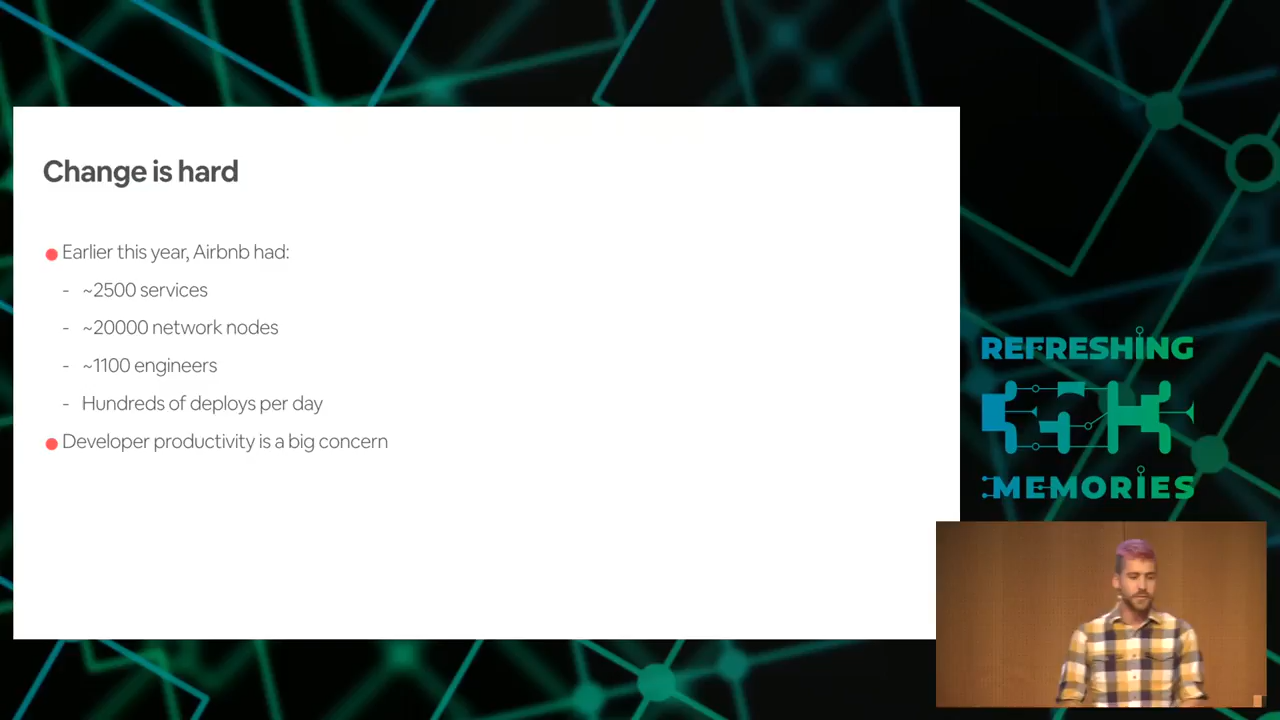 Change is hard
Earlier this year, Airbnb had:
- ~2500 services
- ~20000 network nodes
- ~1100 engineers
- Hundreds of deploys per day
Developer productivity is a big concern
REFRESHING
MEMORIES